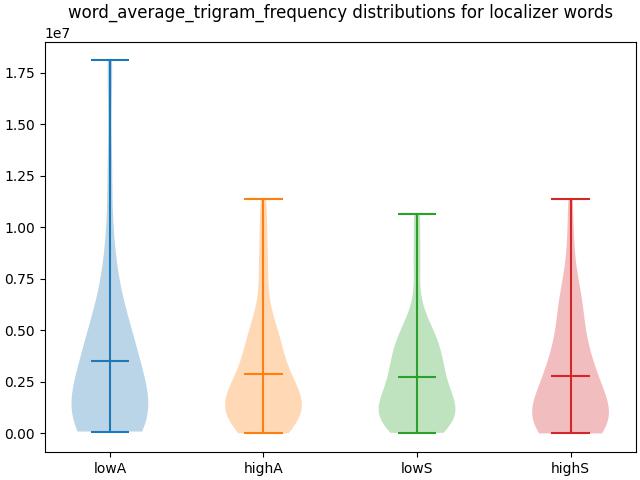 word_average_trigram_frequency distributions for localizer words
1e7
1.75
1.50
1.25
1.00
0.75
0.50
0.25
0.00
lowA highA lowS highS